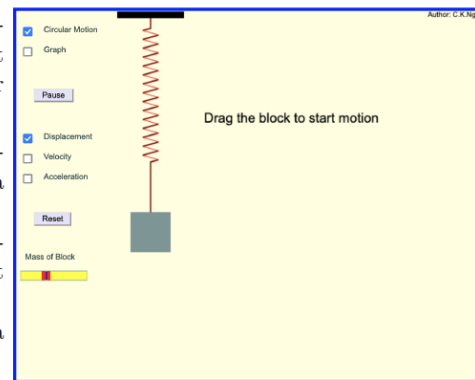 Author: C.K.Ng
Circular Motion
Graph
Pause
Drag the block to start motion
Displacement
Velocity
Acceleration
Reset
Mass of Block